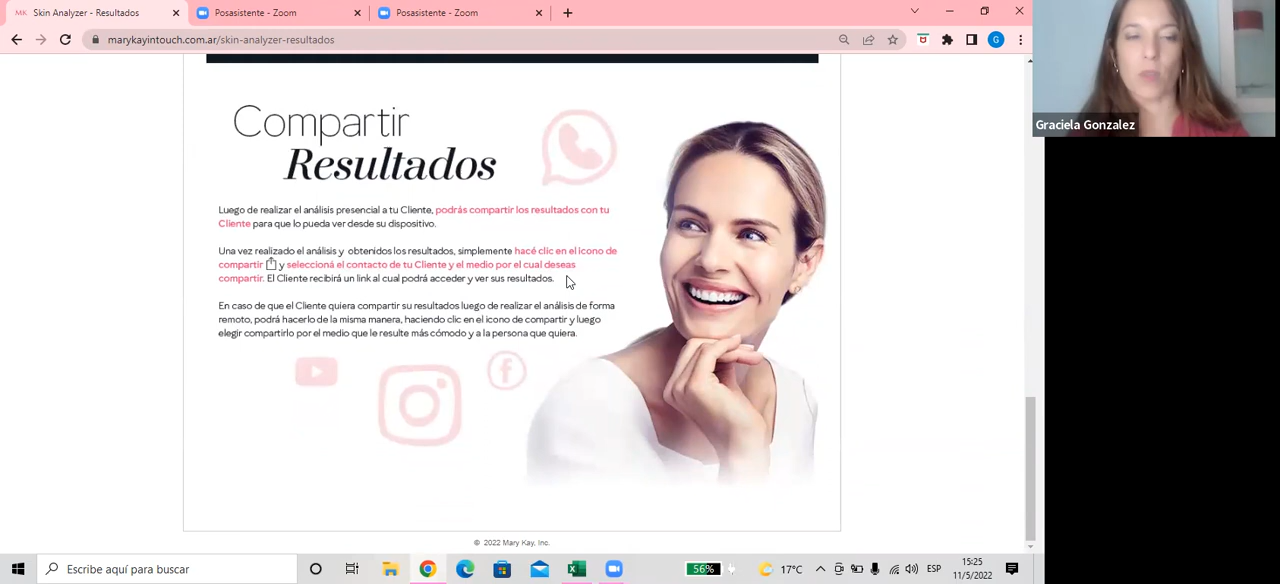 MK Skin Analyzer - Resultados
Posasistente - Zoom
Posasistente - Zoom
marykayintouch.com.ar/skin-analyzer-resultados
G
Graciela Gonzalez
Compartir
Resultados
Luego de realizar el análisis presencial a tu Cliente, podrás compartir los resultados con tu
Cliente para que lo pueda ver desde su dispositivo.
Una vez realizado el análisis y obtenidos los resultados, simplemente hacé clic en el icono de
compartir y seleccioná el contacto de tu Cliente y el medio por el cual deseas
compartir. El Cliente recibirá un link al cual podrá acceder y ver sus resultados.
En caso de que el Cliente quiera compartir su resultados luego de realizar el análisis de forma
remoto, podrá hacerlo de la misma manera, haciendo clic en el icono de compartir y luego
elegir compartirlo por el medio que le resulte más cómodo y a la persona que quiera.
© 2022 Mary Kay, Inc.
Escribe aquí para buscar
56%
17°C
ESP
15:25
11/5/2022